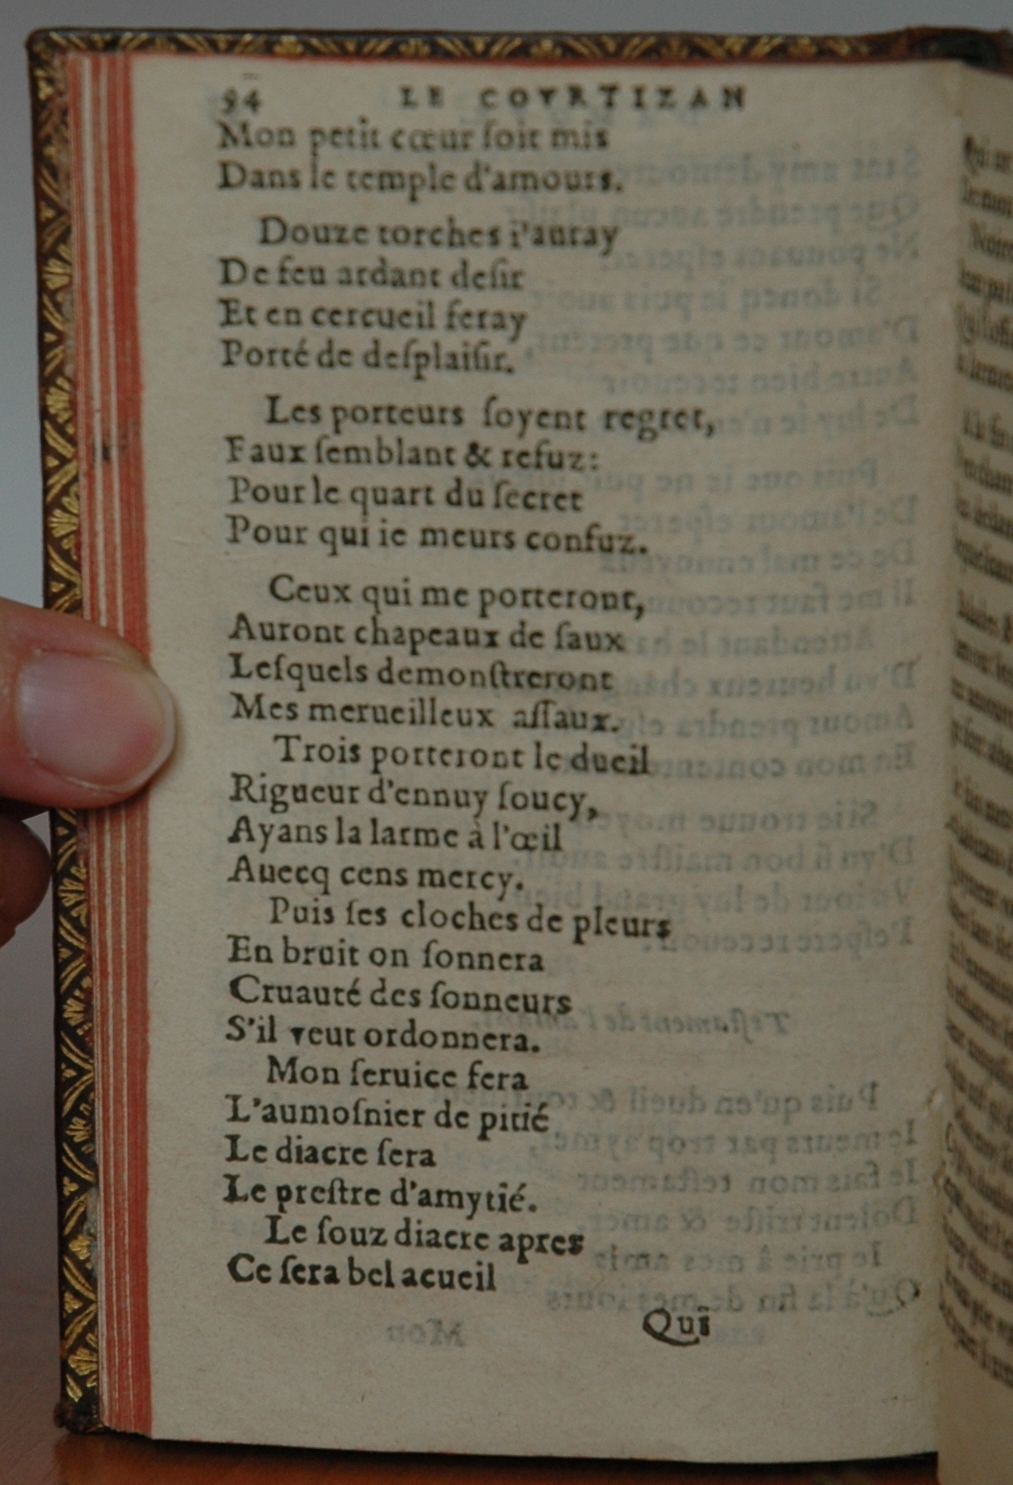 94 LE COVRTIZAN
Mon petit cœur ſoit mis
Dans le temple d'amours.
Douze torches i'auray
De feu ardant deſir
Et en cercueil feray
Porté de deſplaiſir.
Les porteurs ſoyent regret,
Faux ſemblant & refuz:
Pour le quart du ſecret
Pour qui ie meurs confuz.
Ceux qui me porteront,
Auront chapeaux de ſaux
Leſquels demonſtreront
Mes merueilleux aſſaux.
Trois porteront le dueil
Rigueur d'ennuy ſoucy,
Ayans la larme à l'œil
Auecq cens mercy.
Puis ſes cloches de pleurs
En bruit on ſonnera
Cruauté des ſonneurs
S'il veut ordonnera.
Mon ſeruice fera
L'aumoſnier de pitié
Le diacre ſera
Le preſtre d'amytié.
Le ſouz diacre apres
Ce ſera bel acueil
Qui